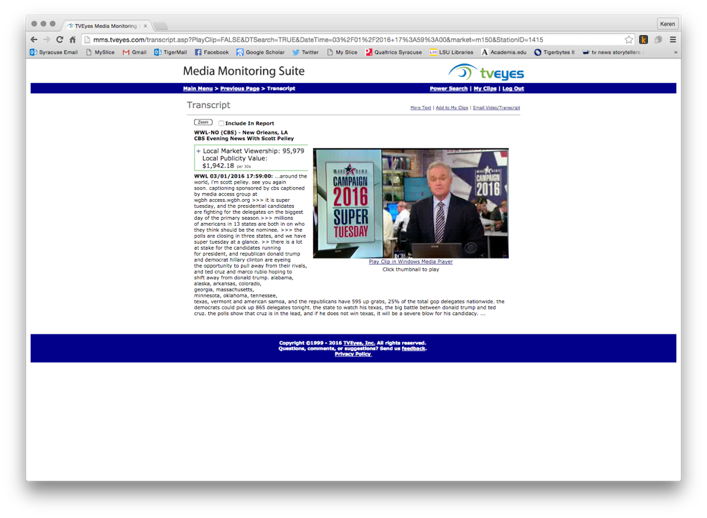 TVEyes Media Monitoring
Keren
mms.tveyes.com/transcript.asp?PlayClip=FALSE&DTSearch=TRUE&DateTime=03%2F01%2F2016+17%3A59%3A00&market=m150&StationID=1415
Syracuse Email MySlice Gmail TigerMail Facebook Google Scholar Twitter My Slice Qualtrics Syracuse LSU Libraries Academia.edu Tigerbytes II tv news storytellers
Media Monitoring Suite tveyes
Main Menu > Previous Page > Transcript Power Search | My Clips | Log Out
Transcript
More Text | Add to My Clips | Email Video/Transcript
Zoom Include In Report
WWL-NO (CBS) - New Orleans, LA
CBS Evening News With Scott Pelley
+ Local Market Viewership: 95,979
Local Publicity Value:
$1,942.18 per 30s
WWL 03/01/2016 17:59:00: ...around the
world, i'm scott pelley. see you again
soon. captioning sponsored by cbs captioned
by media access group at
wgbh access.wgbh.org >>> it is super
tuesday, and the presidential candidates
are fighting for the delegates on the biggest
day of the primary season.>>> millions
of americans in 13 states are both in on who
they think should be the nominee. >>> the
polls are closing in three states, and we have
super tuesday at a glance. >> there is a lot
at stake for the candidates running
for president, and republican donald trump
and democrat hillary clinton are eyeing
the opportunity to pull away from their rivals,
and ted cruz and marco rubio hoping to
shift away from donald trump. alabama,
alaska, arkansas, colorado,
georgia, massachusetts,
minnesota, oklahoma, tennessee,
texas, vermont and american samoa, and the republicans have 595 up grabs, 25% of the total gop delegates nationwide. the
democrats could pick up 865 delegates tonight. the state to watch his texas, the big battle between donald trump and ted
cruz. the polls show that cruz is in the lead, and if he does not win texas, it will be a severe blow for his candidacy. ...
CAMPAIGN
2016
SUPER
TUESDAY
CAMPAIGN
2016
Play Clip in Windows Media Player
Click thumbnail to play
Copyright ©1999 - 2016 TVEyes, Inc. All rights reserved.
Questions, comments, or suggestions? Send us feedback.
Privacy Policy